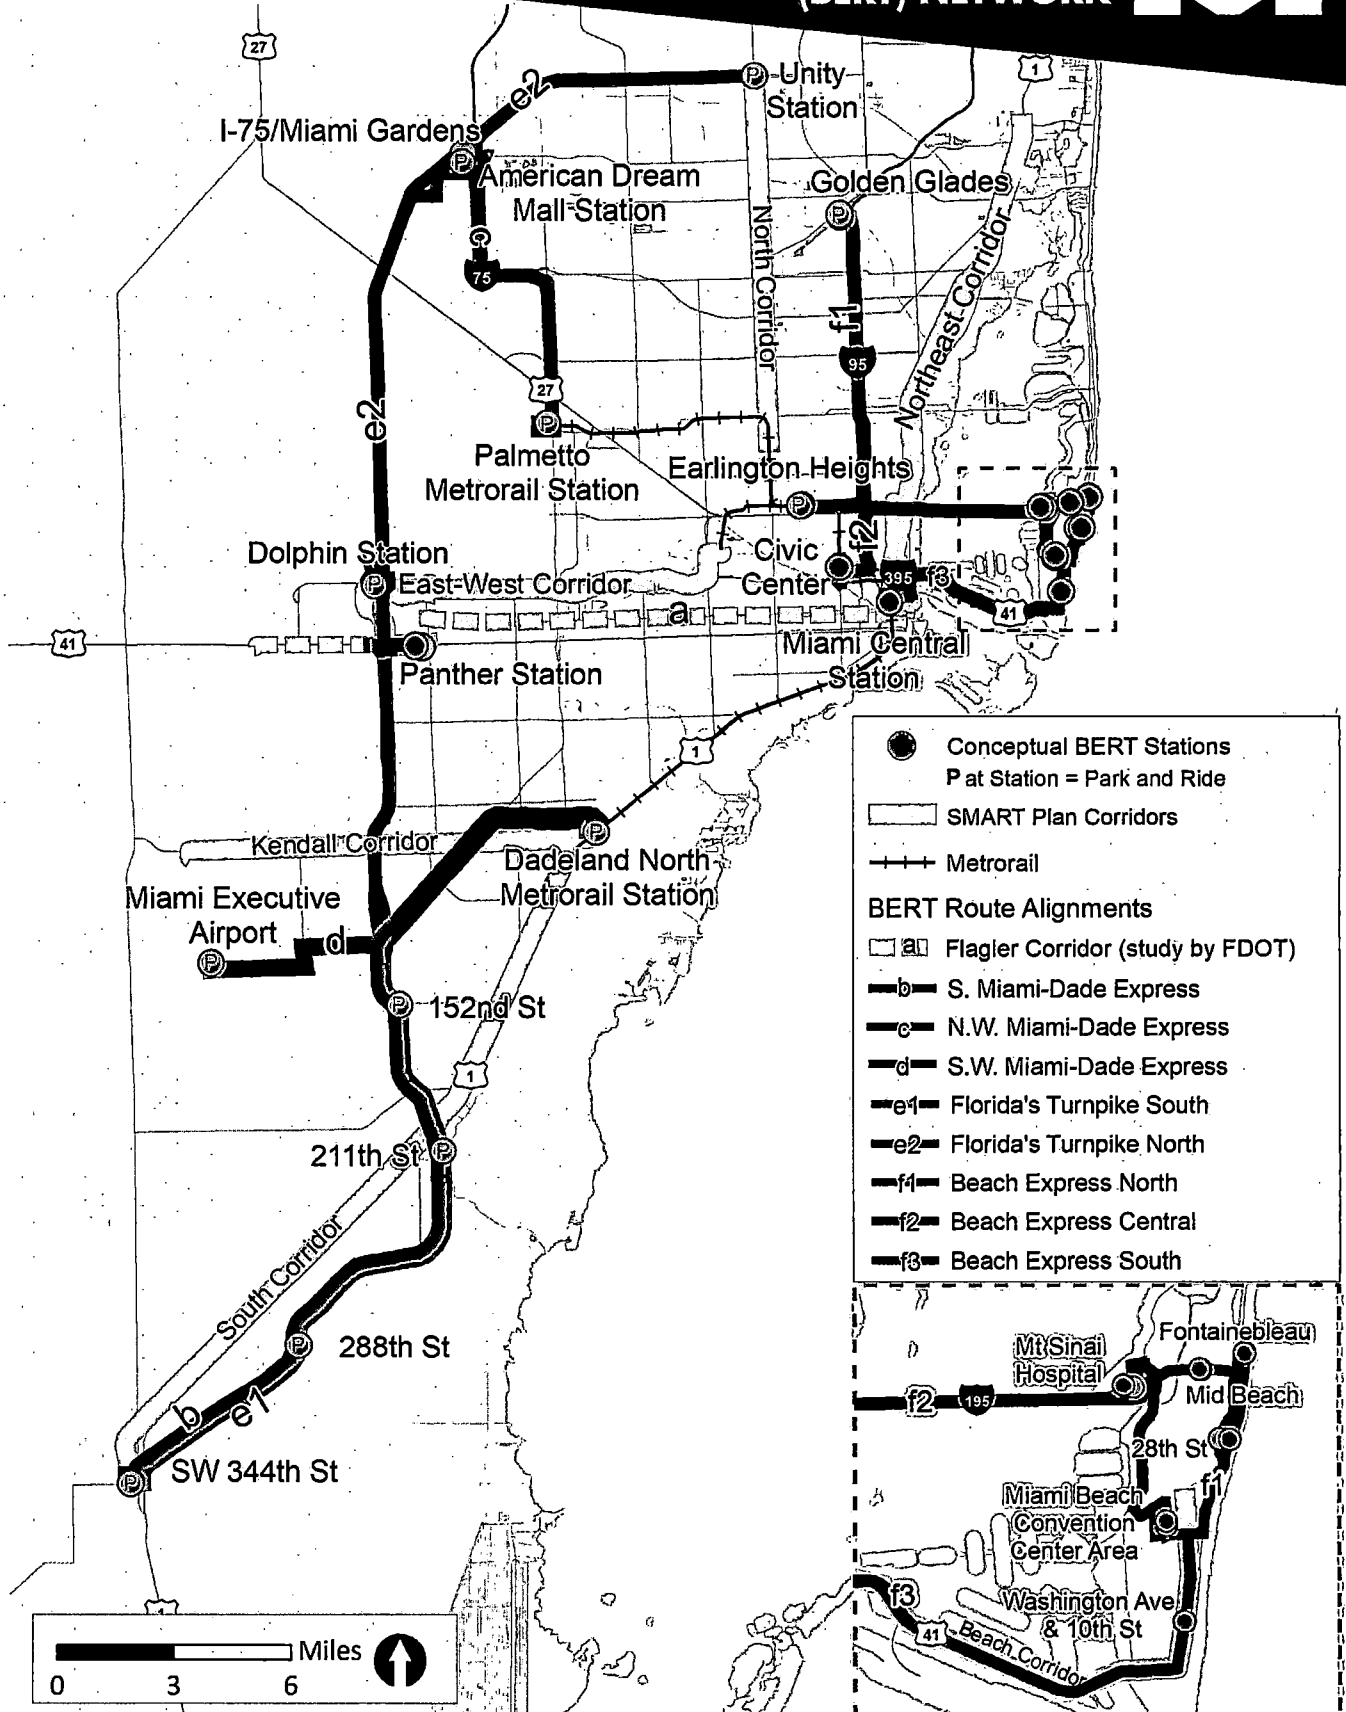 (BERT) NETWORK
27
1
e2
Unity
Station
I-75/Miami Gardens
American Dream
Mall Station
Golden Glades
c
75
North Corridor
f1
95
Northeast Corridor
27
e2
Palmetto
Metrorail Station
Earlington Heights
f2
Civic
Center
Dolphin Station
East-West Corridor
395
f3
41
a
41
Miami Central
Station
Panther Station
1
Kendall Corridor
Dadeland North
Metrorail Station
Miami Executive
Airport
d
152nd St
1
211th St
South Corridor
288th St
b
e1
SW 344th St
1
Miles
0 3 6
Conceptual BERT Stations
P at Station = Park and Ride
SMART Plan Corridors
Metrorail
BERT Route Alignments
a Flagler Corridor (study by FDOT)
b S. Miami-Dade Express
c N.W. Miami-Dade Express
d S.W. Miami-Dade Express
e1 Florida's Turnpike South
e2 Florida's Turnpike North
f1 Beach Express North
f2 Beach Express Central
f3 Beach Express South
Fontainebleau
Mt Sinai
Hospital
Mid Beach
f2
195
28th St
f1
Miami Beach
Convention
Center Area
f3
Washington Ave
& 10th St
41
Beach Corridor